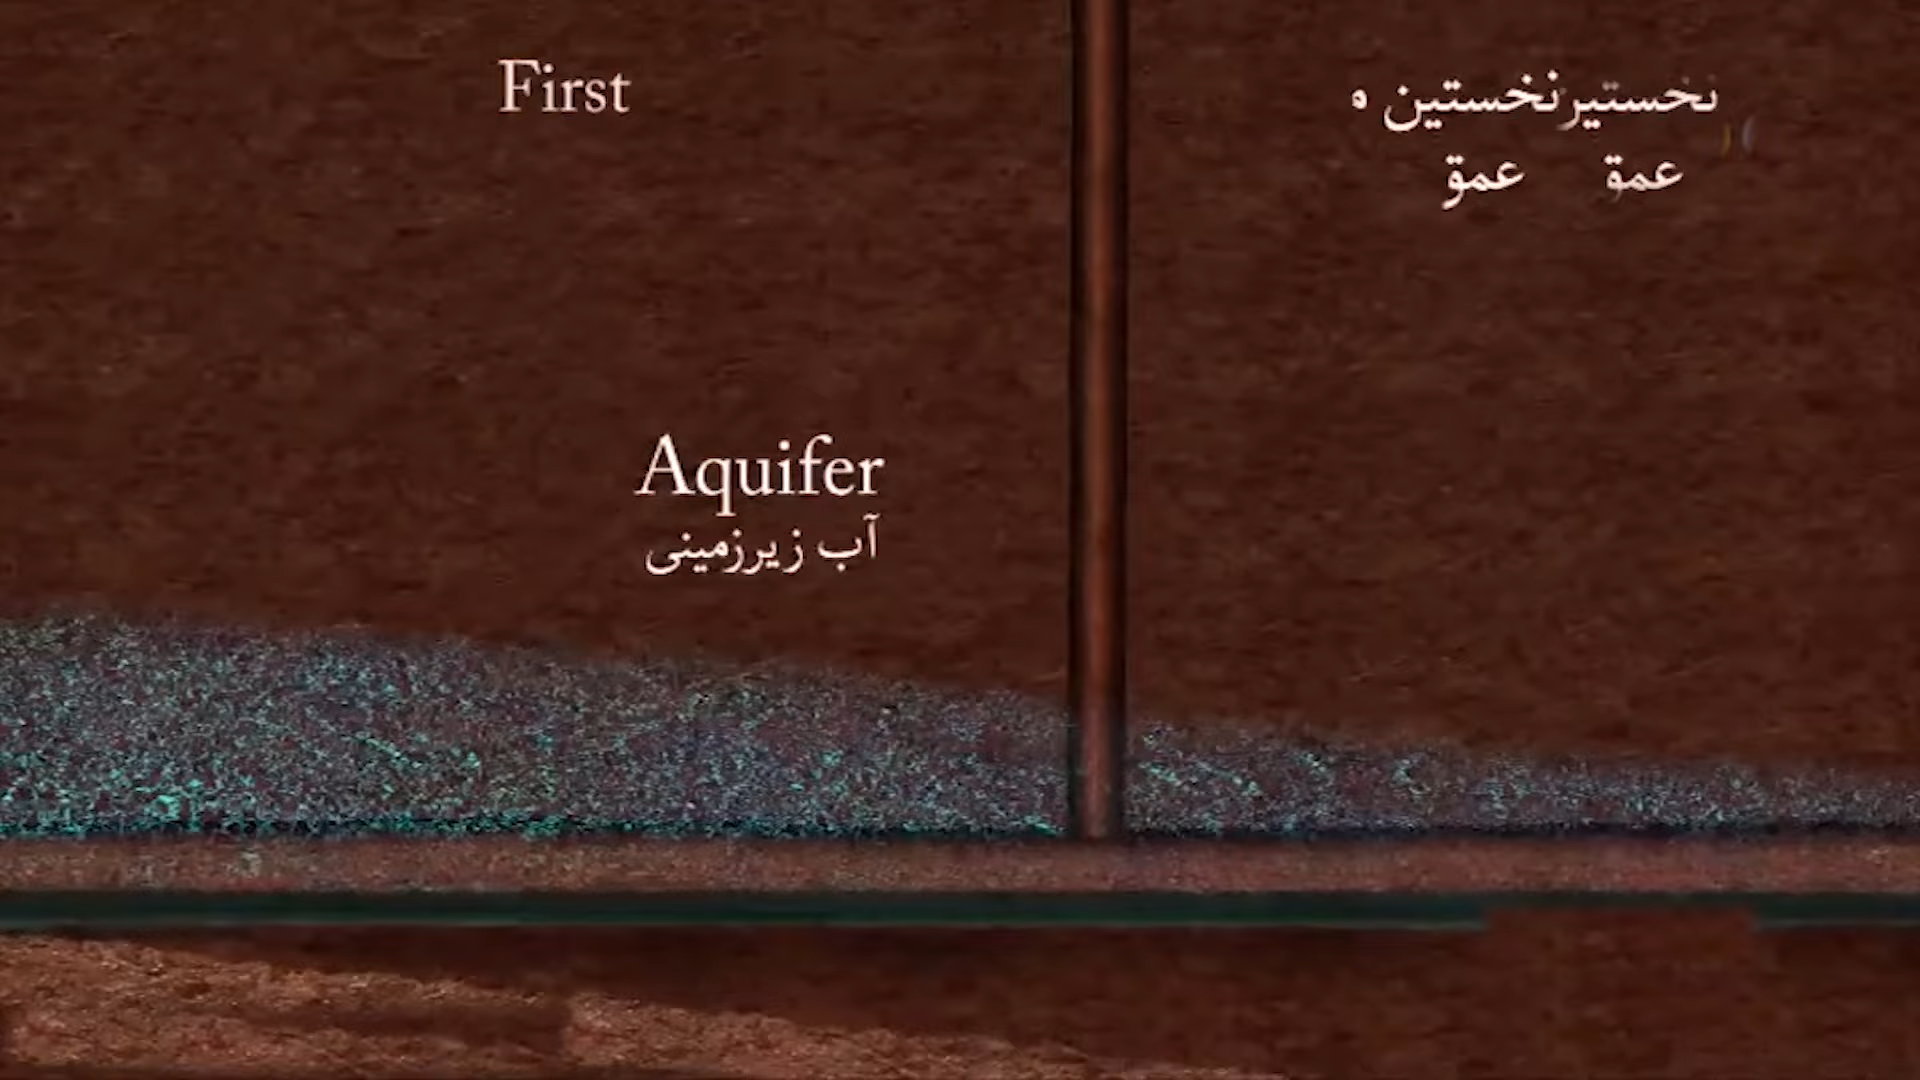 First
نخستیرنخستین ه
عمق عمق
Aquifer
آب زیرزمینی